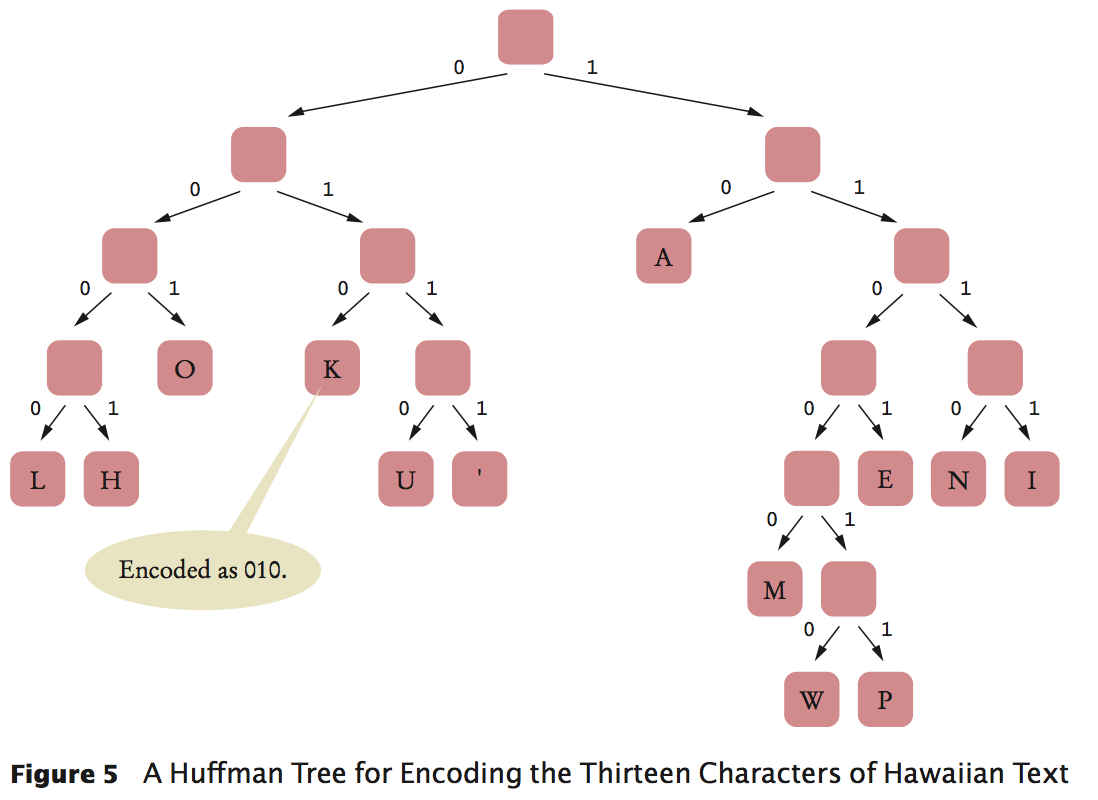 0 1
0 1 0 1
0 1 0 1 A 0 1
O K
0 1 0 1 0 1 0 1
L H U ' E N I
0 1
Encoded as 010.
M
0 1
W P
Figure 5 A Huffman Tree for Encoding the Thirteen Characters of Hawaiian Text